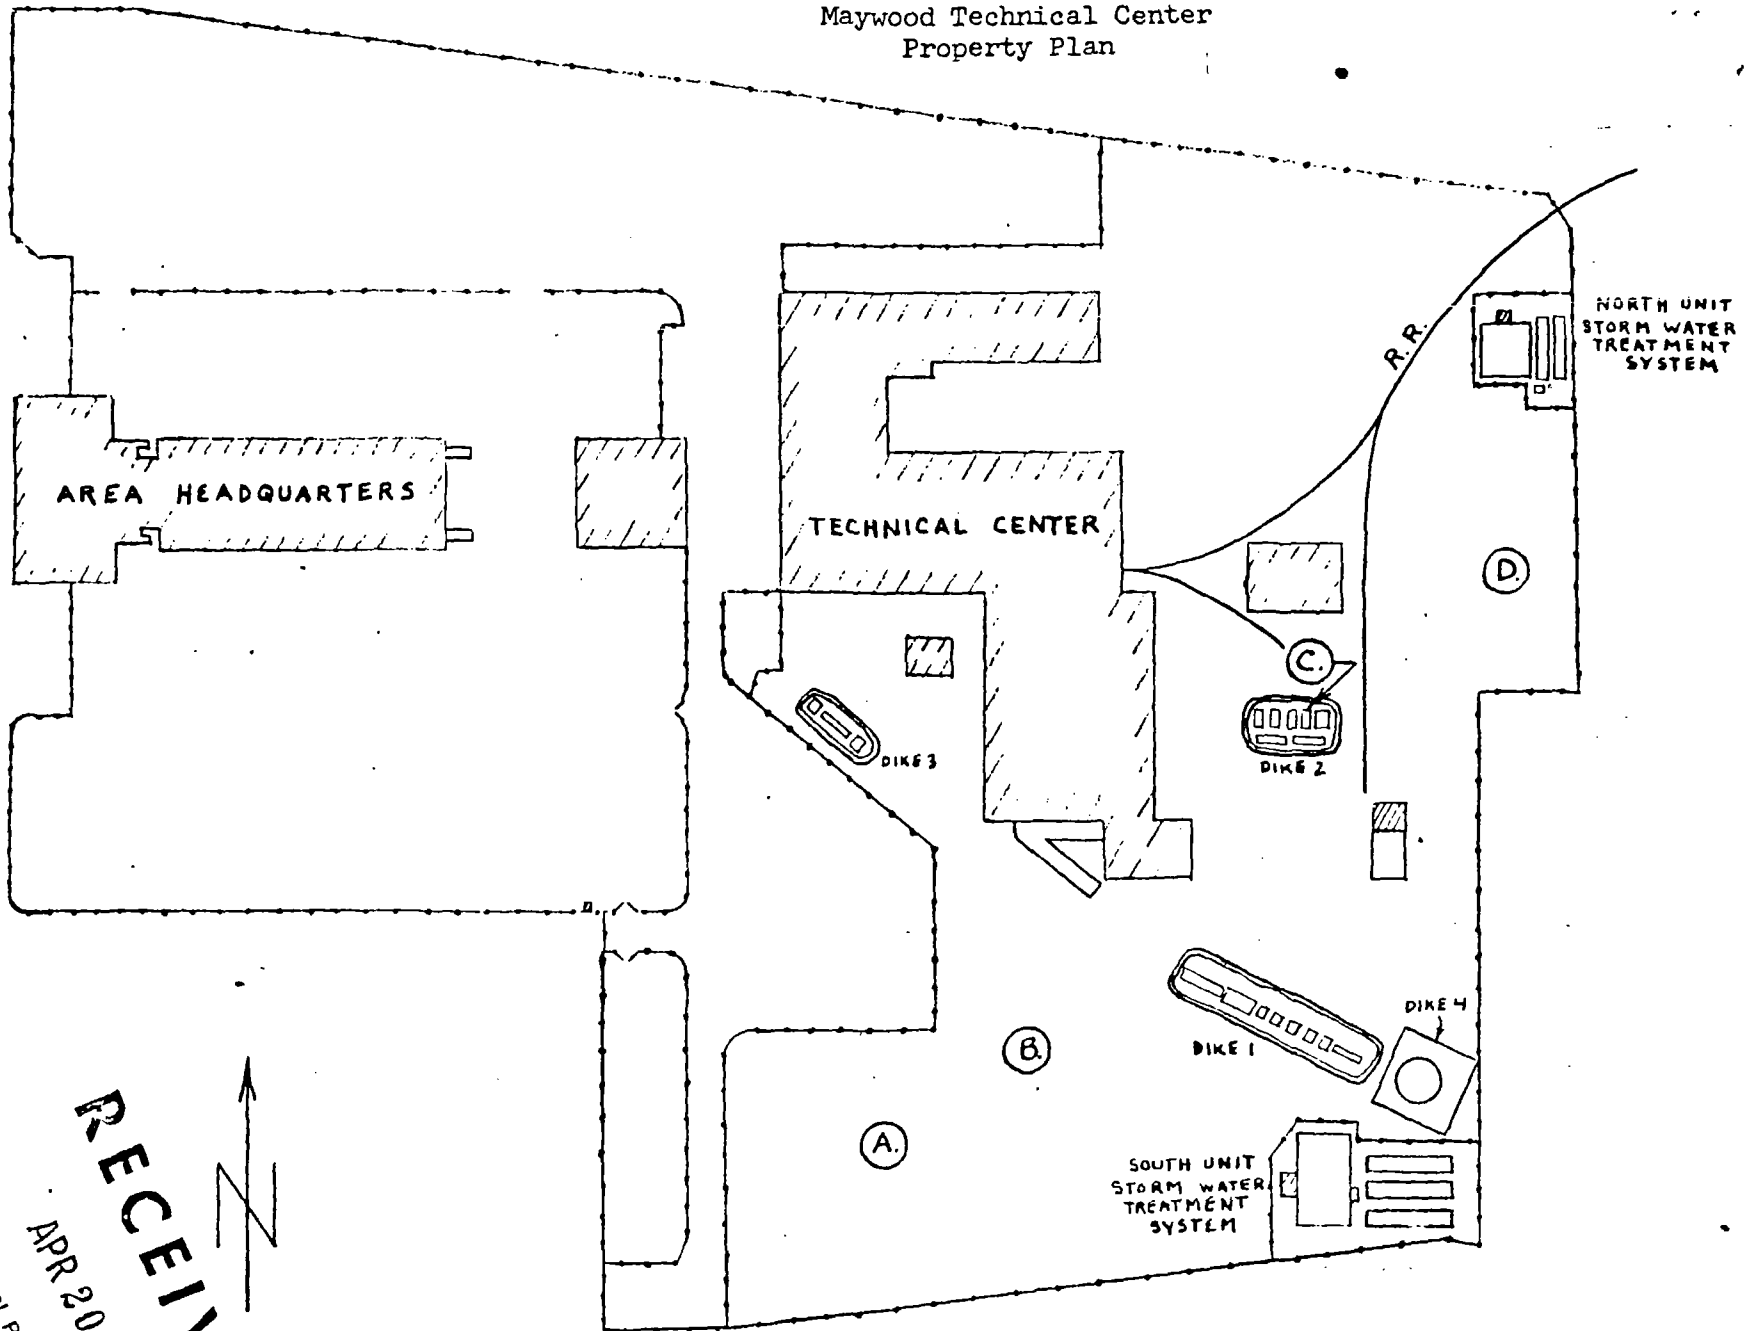 Maywood Technical Center
Property Plan
NORTH UNIT
STORM WATER
TREATMENT
SYSTEM
R.R.
AREA HEADQUARTERS
TECHNICAL CENTER
D.
C.
DIKE 3
DIKE 2
DIKE 4
DIKE 1
B.
A.
SOUTH UNIT
STORM WATER
TREATMENT
SYSTEM
N
RECEIV
APR 20